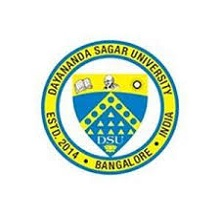 DAYANANDA SAGAR UNIVERSITY
ESTD. 2014 • BANGALORE • INDIA
DSU